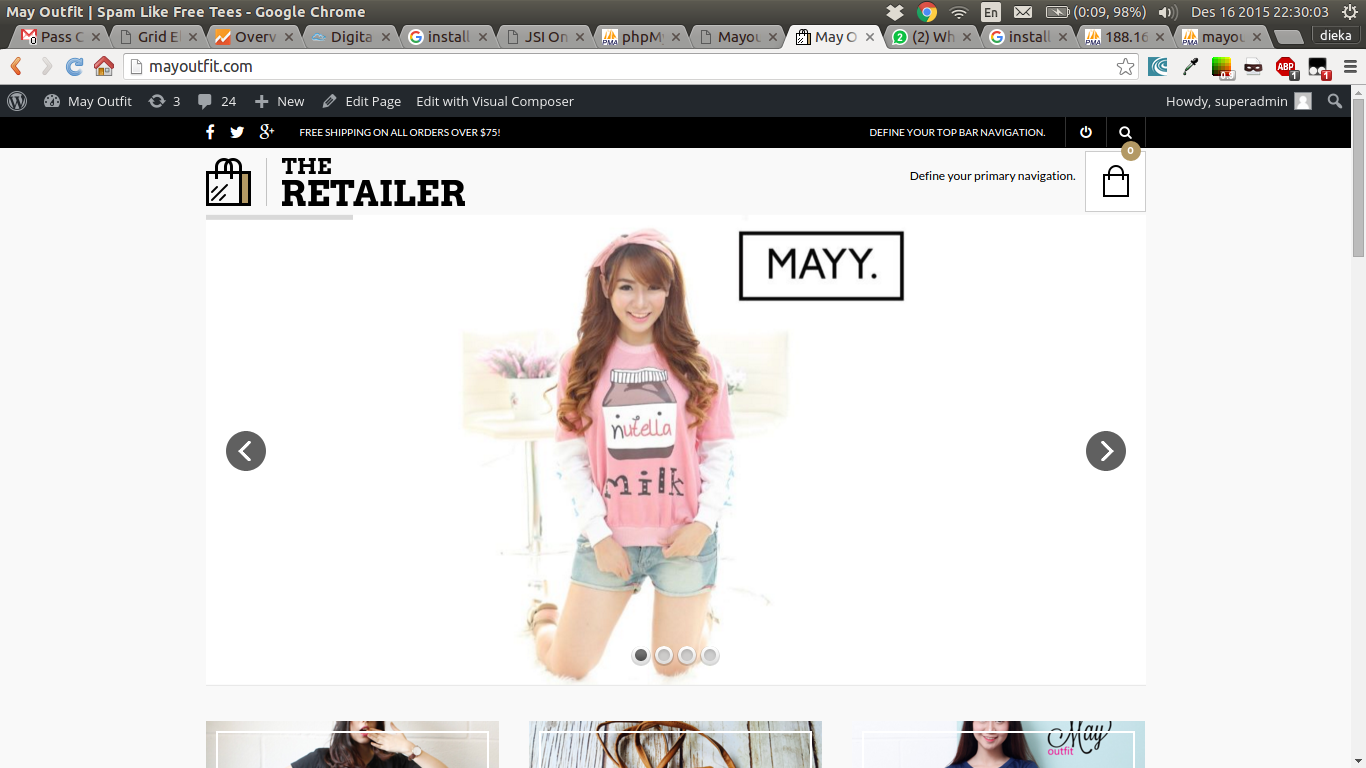 May Outfit | Spam Like Free Tees - Google Chrome
En
(0:09, 98%)
Des 16 2015 22:30:03
Pass C
Grid E
Overv
Digita
install
JSI On
phpMy
Mayou
May O
(2) Wh
install
188.16
mayou
dieka
mayoutfit.com
ABP
1
1
May Outfit
3
24
New
Edit Page
Edit with Visual Composer
Howdy, superadmin
FREE SHIPPING ON ALL ORDERS OVER $75!
DEFINE YOUR TOP BAR NAVIGATION.
THE
RETAILER
Define your primary navigation.
0
MAYY.
nutella
milk
May
outfit